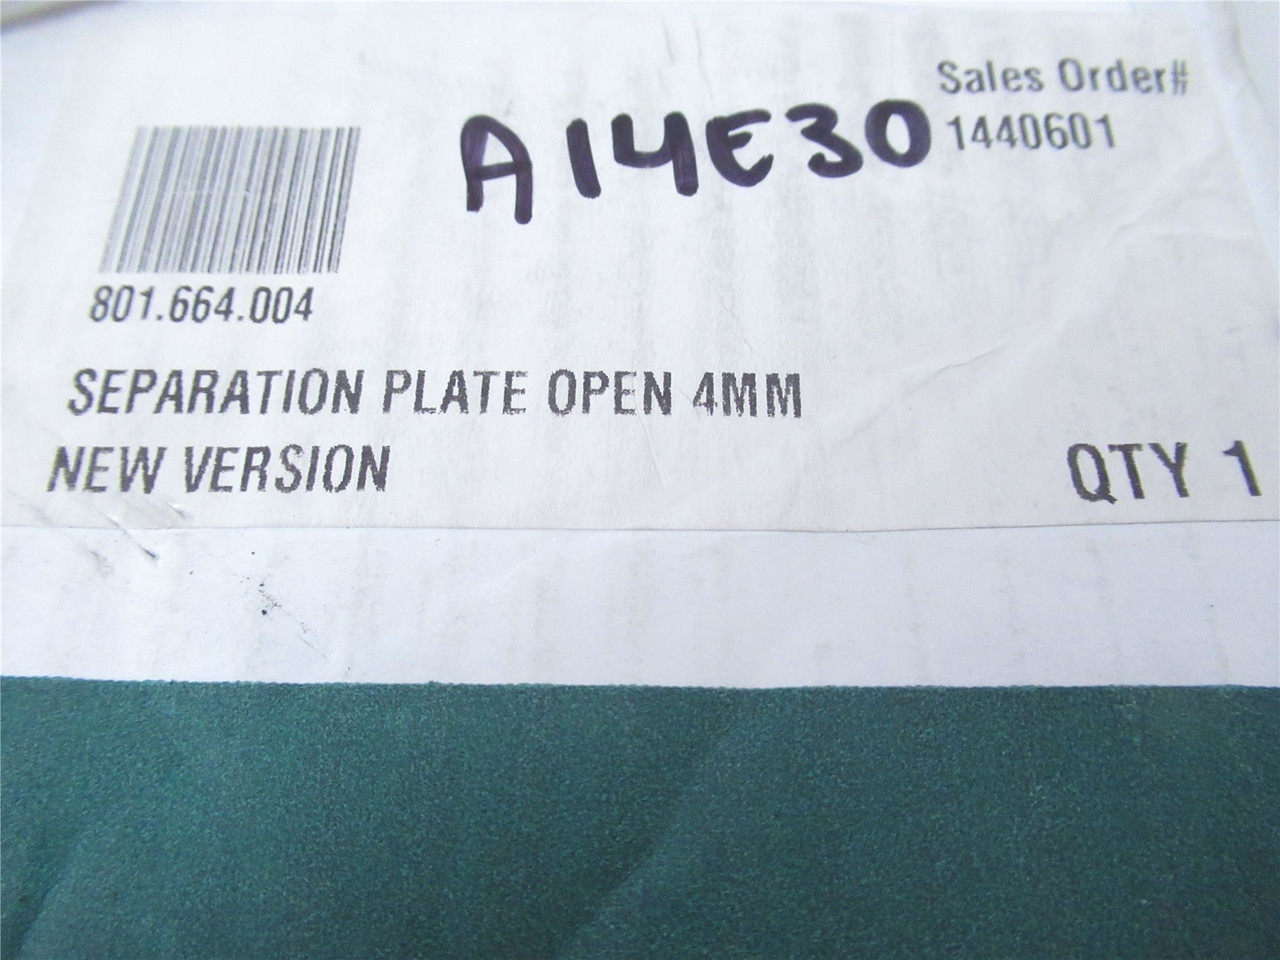 Sales Order#
A14E30
1440601
801.664.004
SEPARATION PLATE OPEN 4MM
NEW VERSION
QTY 1